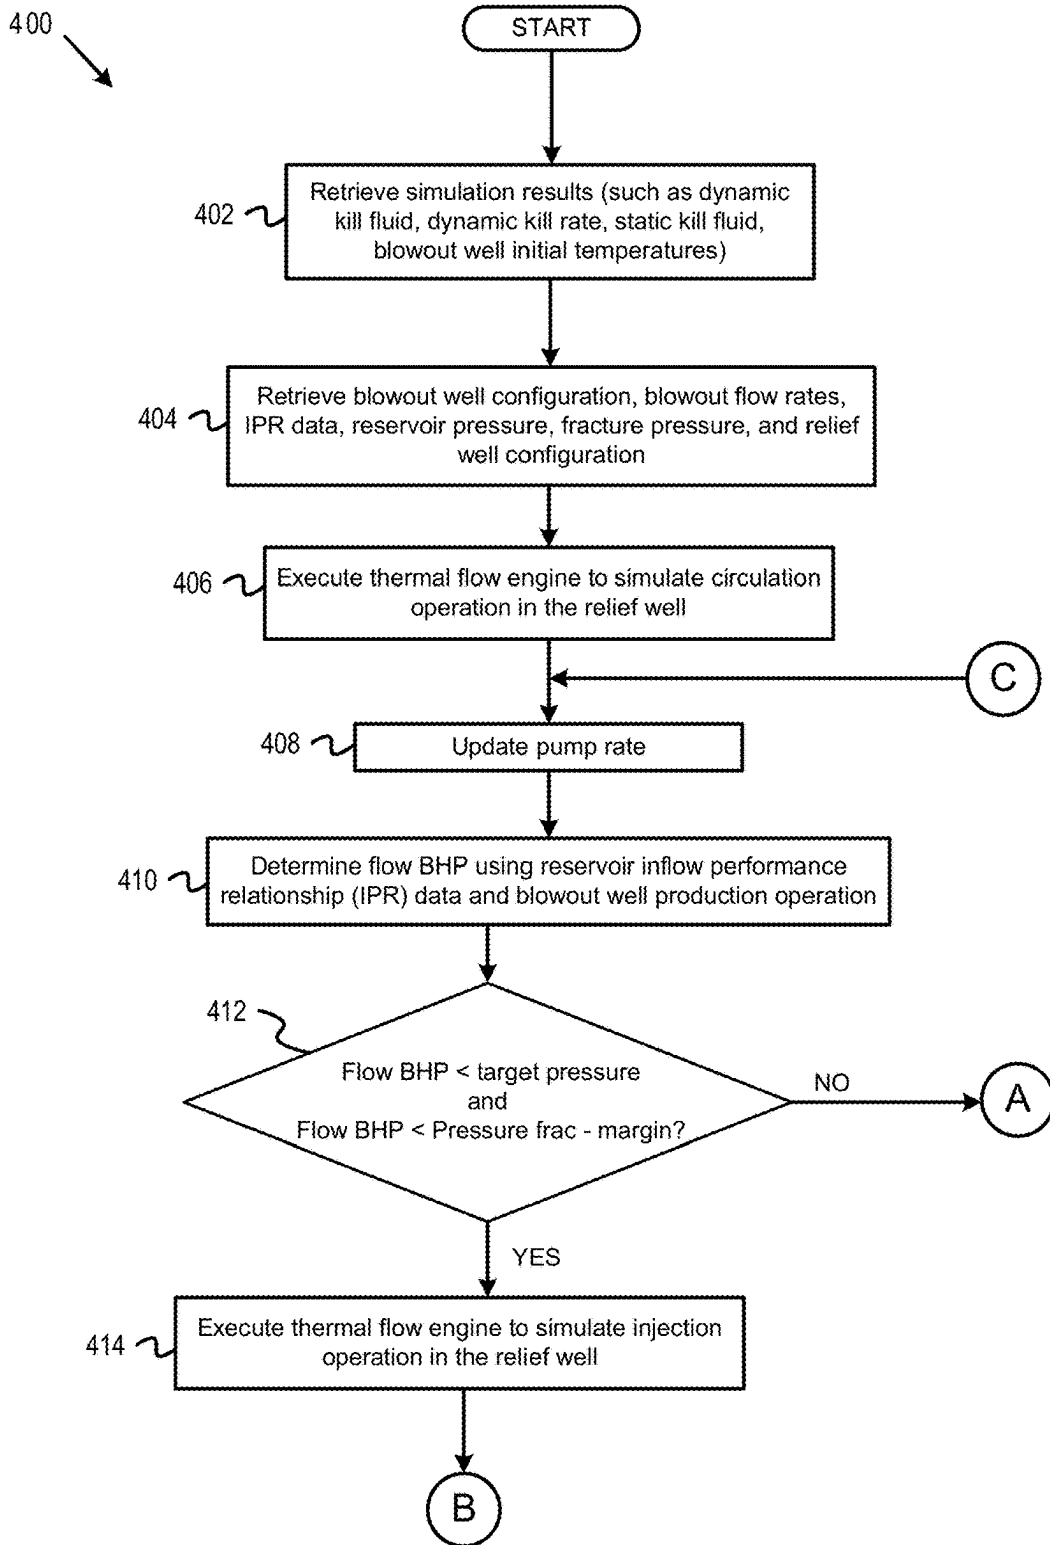 400
START
402
Retrieve simulation results (such as dynamic
kill fluid, dynamic kill rate, static kill fluid,
blowout well initial temperatures)
404
Retrieve blowout well configuration, blowout flow rates,
IPR data, reservoir pressure, fracture pressure, and relief
well configuration
406
Execute thermal flow engine to simulate circulation
operation in the relief well
C
408
Update pump rate
410
Determine flow BHP using reservoir inflow performance
relationship (IPR) data and blowout well production operation
412
Flow BHP < target pressure
and
Flow BHP < Pressure frac - margin?
NO
A
YES
414
Execute thermal flow engine to simulate injection
operation in the relief well
B